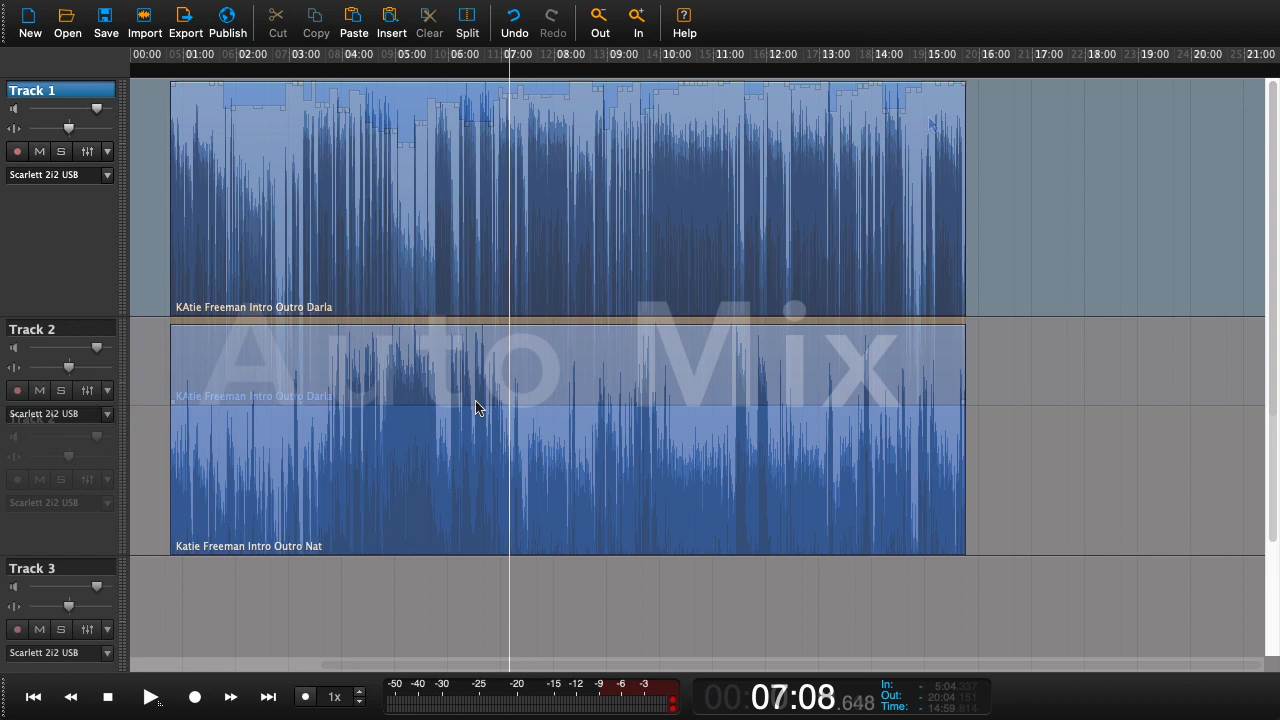 New Open Save Import Export Publish Cut Copy Paste Insert Clear Split Undo Redo Out In Help
00:00 01:00 02:00 03:00 04:00 05:00 06:00 07:00 08:00 09:00 10:00 11:00 12:00 13:00 14:00 15:00 16:00 17:00 18:00 19:00 20:00 21:00
Track 1
M S
Scarlett 2i2 USB
KAtie Freeman Intro Outro Darla
Auto Mix
Track 2
M S
KAtie Freeman Intro Outro Darla
Scarlett 2i2 USB
Track 2
M S
Scarlett 2i2 USB
Katie Freeman Intro Outro Nat
Track 3
M S
Scarlett 2i2 USB
1x
-50 -40 -30 -25 -20 -15 -12 -9 -6 -3
07:08.648
In: - 5:04.337
Out: - 20:04.151
Time: - 14:59.814